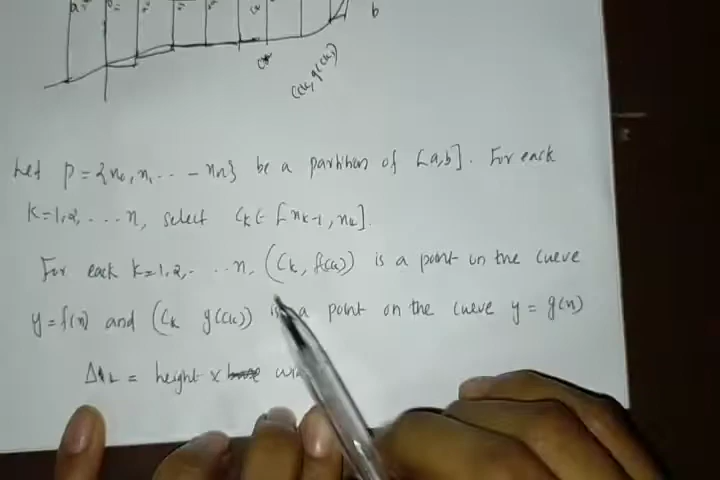 b
(ck, g(ck)
Let p = {x0, x1 ... - xn} be a partition of [a,b]. For each
k=1,2, ... n, select Ck ∈ [xk-1, xk].
For each k=1,2,. ..n, (Ck, f(Ck)) is a point on the curve
y=f(x) and (Ck g(Ck)) is a point on the curve y = g(x)
= height x